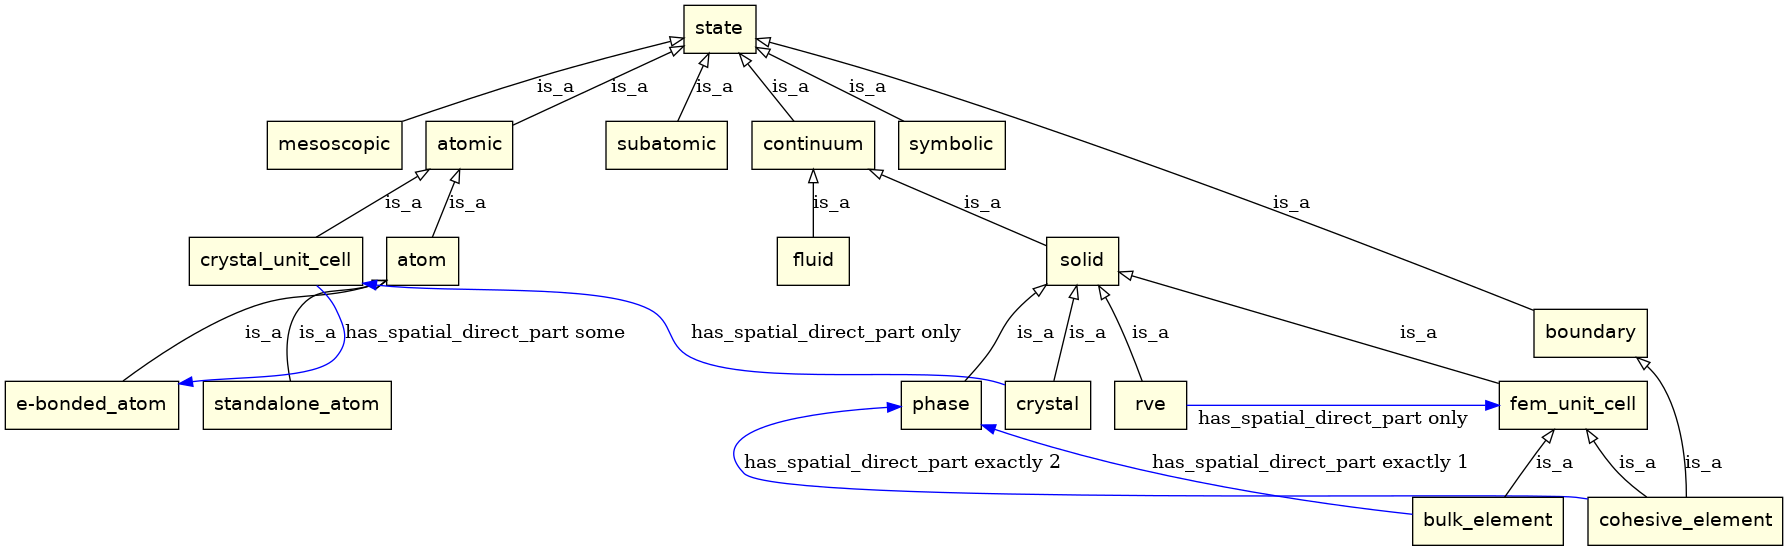 state
is_a
is_a
is_a
is_a
is_a
mesoscopic
atomic
subatomic
continuum
symbolic
is_a
is_a
is_a
is_a
is_a
crystal_unit_cell
atom
fluid
solid
is_a
is_a
has_spatial_direct_part some
has_spatial_direct_part only
is_a
is_a
is_a
is_a
boundary
e-bonded_atom
standalone_atom
phase
crystal
rve
has_spatial_direct_part only
fem_unit_cell
has_spatial_direct_part exactly 2
has_spatial_direct_part exactly 1
is_a
is_a
is_a
bulk_element
cohesive_element